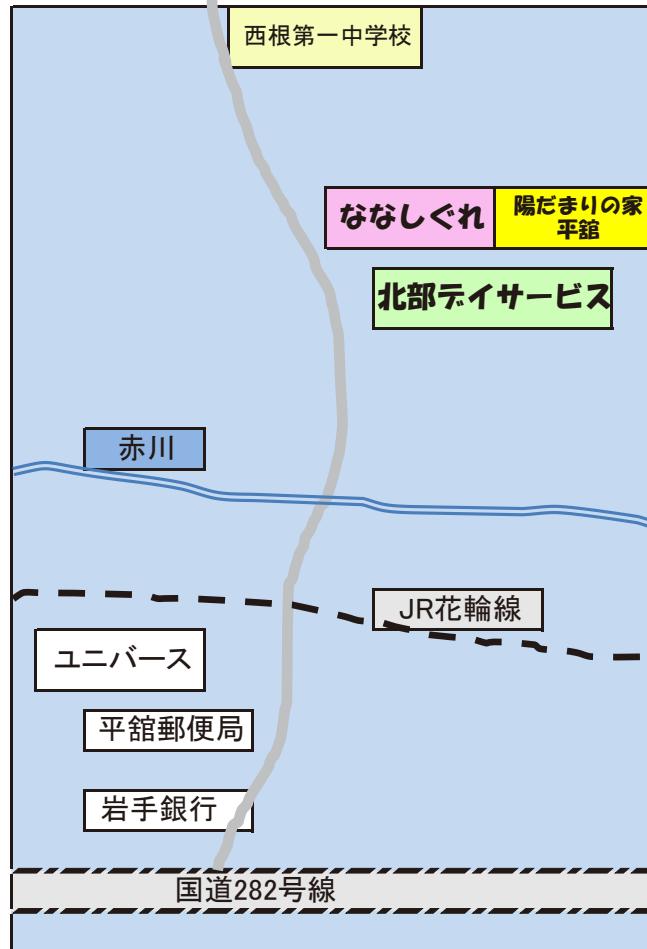 西根第一中学校
ななしぐれ
陽だまりの家
平舘
北部デイサービス
赤川
JR花輪線
ユニバース
平舘郵便局
岩手銀行
国道282号線